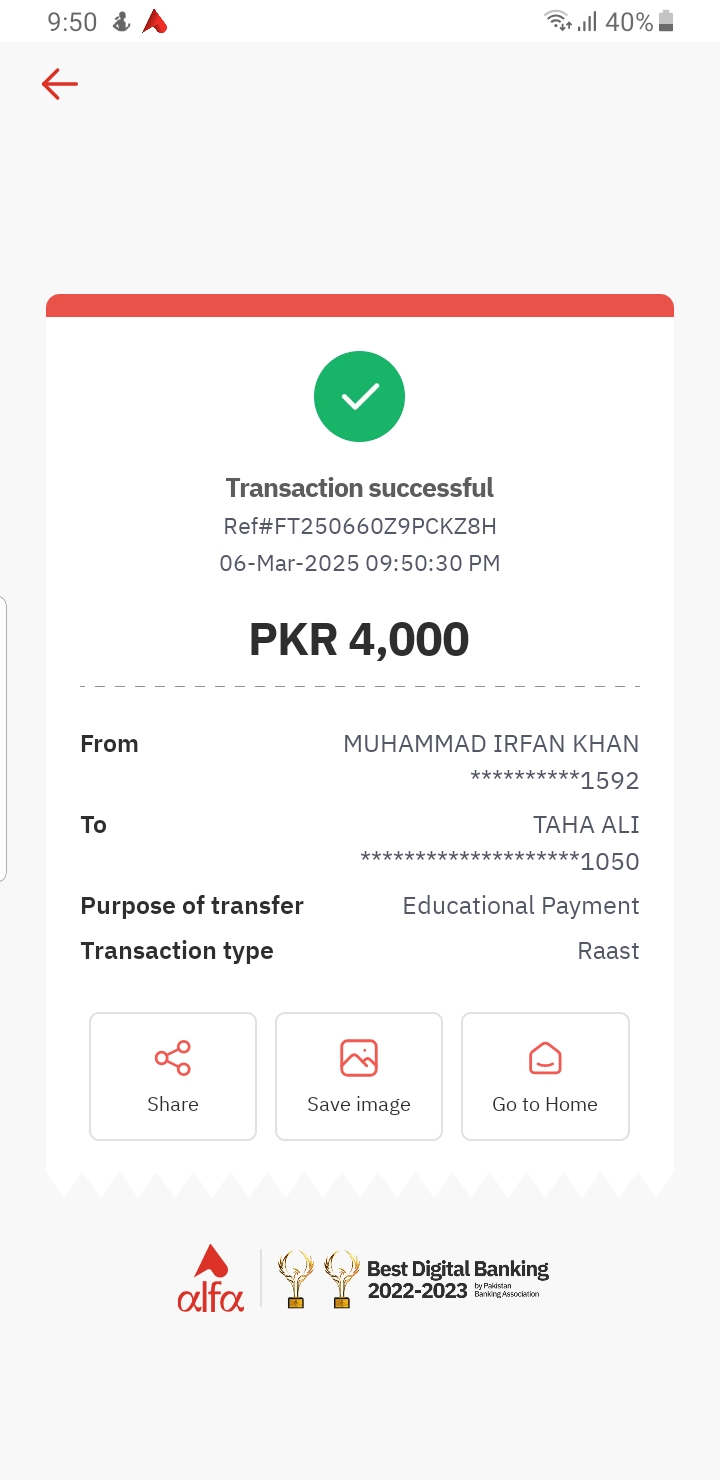 9:50
40%
Transaction successful
Ref#FT250660Z9PCKZ8H
06-Mar-2025 09:50:30 PM
PKR 4,000
From MUHAMMAD IRFAN KHAN
**********1592
To TAHA ALI
********************1050
Purpose of transfer Educational Payment
Transaction type Raast
Share Save image Go to Home
alfa
Best Digital Banking
2022-2023 by Pakistan
Banking Association